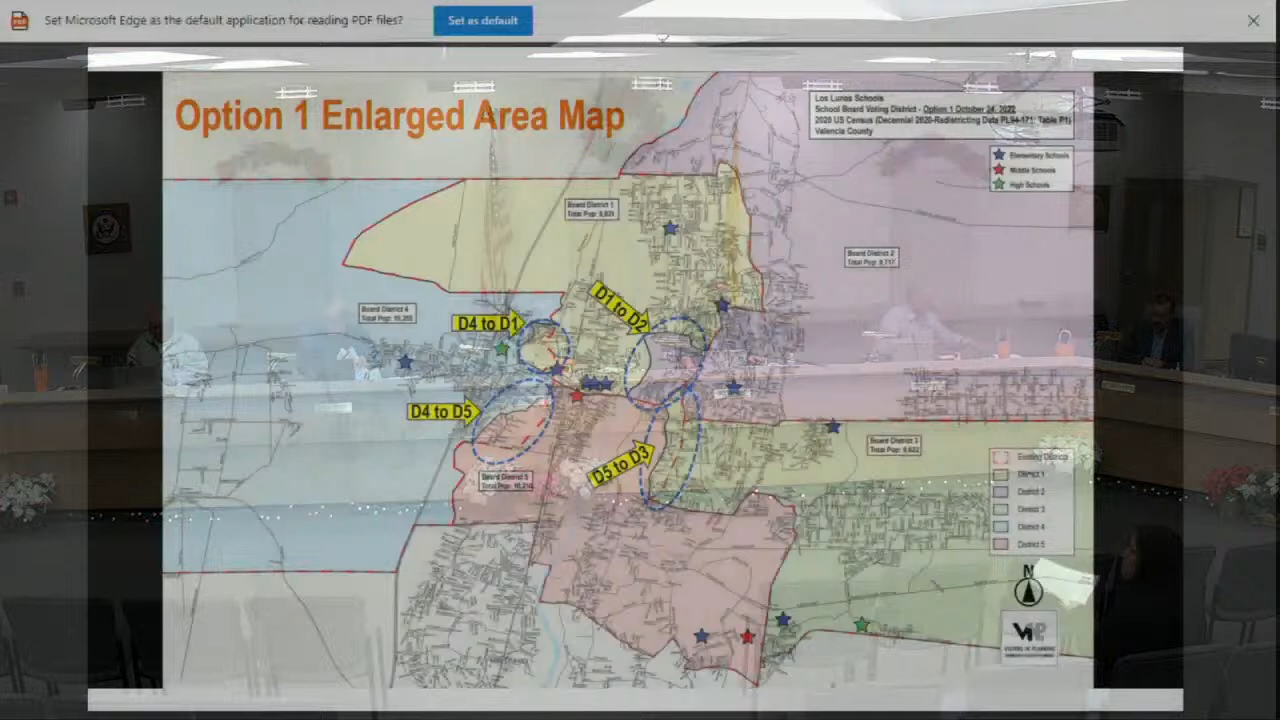 Set Microsoft Edge as the default application for reading PDF files?
Set as default
Option 1 Enlarged Area Map
Los Lunas Schools
School Board Voting District - Option 1 October 24, 2022
2020 US Census (Decennial 2020-Redistricting Data PL94-171: Table P1)
Valencia County
Elementary Schools
Middle Schools
High Schools
Board District 1
Board District 2
Total Pop: 9,717
Board District 4
D4 to D1
D1 to D2
D4 to D5
D5 to D3
Board District 3
Board District 5
District 1
District 2
District 3
District 4
District 5
N